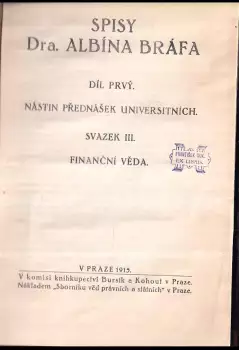 SPISY
Dra. ALBÍNA BRÁFA
DÍL PRVÝ.
NÁSTIN PŘEDNÁŠEK UNIVERSITNÍCH.
SVAZEK III.
FINANČNÍ VĚDA.
V PRAZE 1915.
V komisi knihkupectví Bursík a Kohout v Praze.
Nákladem „Sborníku věd právních a státních“ v Praze.